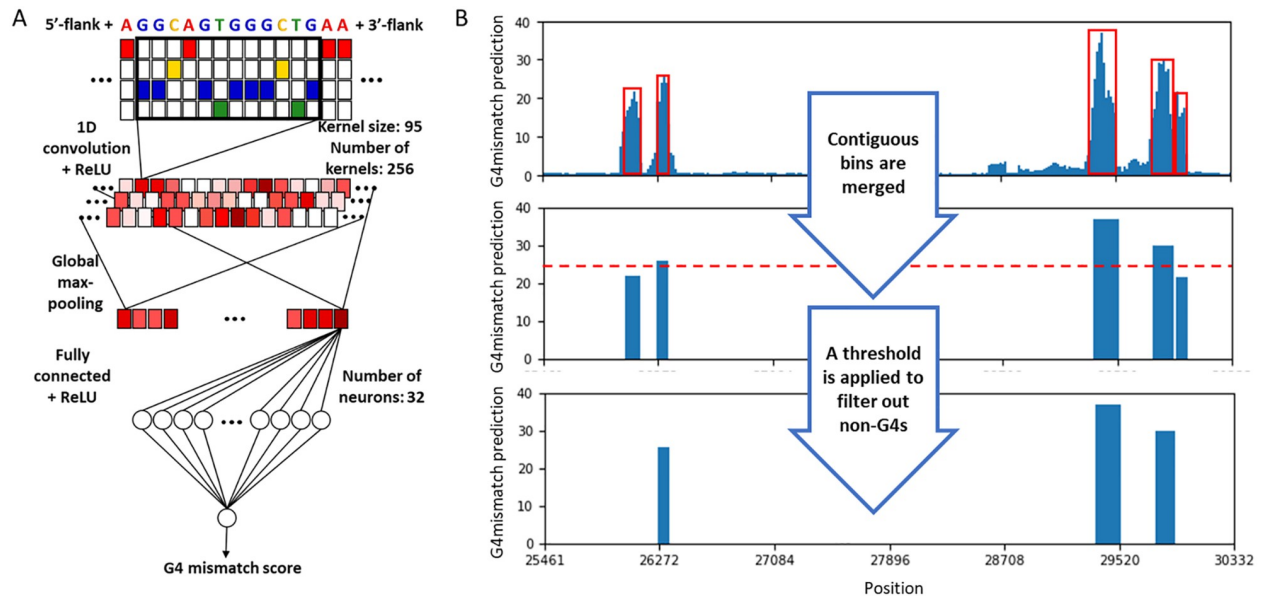 A
5′-flank + AGGCAGTGGGCTGAA + 3′-flank
1D
convolution
+ ReLU
Kernel size: 95
Number of
kernels: 256
Global
max-
pooling
Fully
connected
+ ReLU
Number of
neurons: 32
G4 mismatch score
B
G4mismatch prediction
40
30
20
10
0
Contiguous
bins are
merged
G4mismatch prediction
40
30
20
10
0
A threshold
is applied to
filter out
non-G4s
G4mismatch prediction
40
30
20
10
0
25461 26272 27084 27896 28708 29520 30332
Position